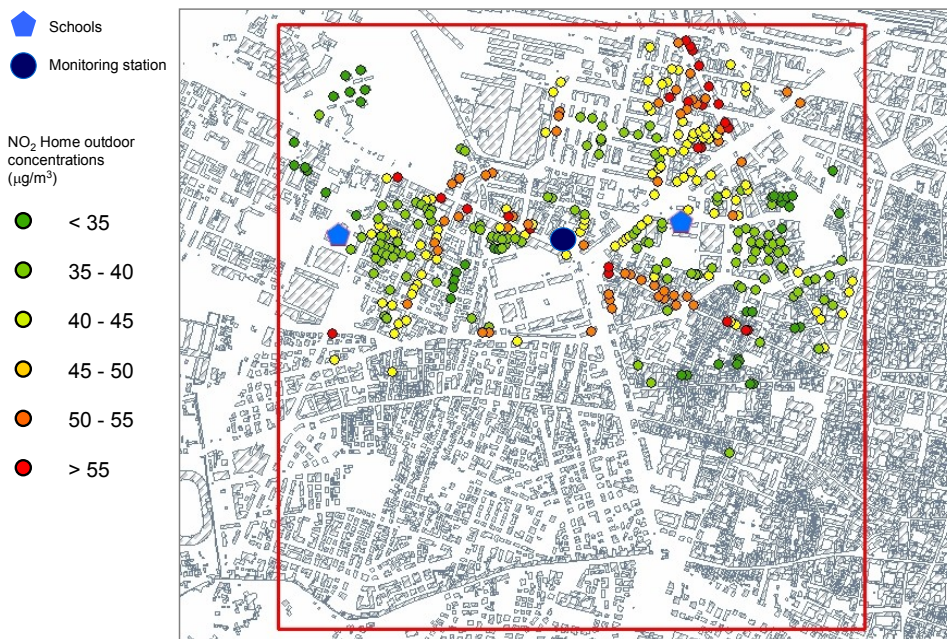 Schools
Monitoring station
NO₂ Home outdoor
concentrations
(µg/m³)
< 35
35 - 40
40 - 45
45 - 50
50 - 55
> 55